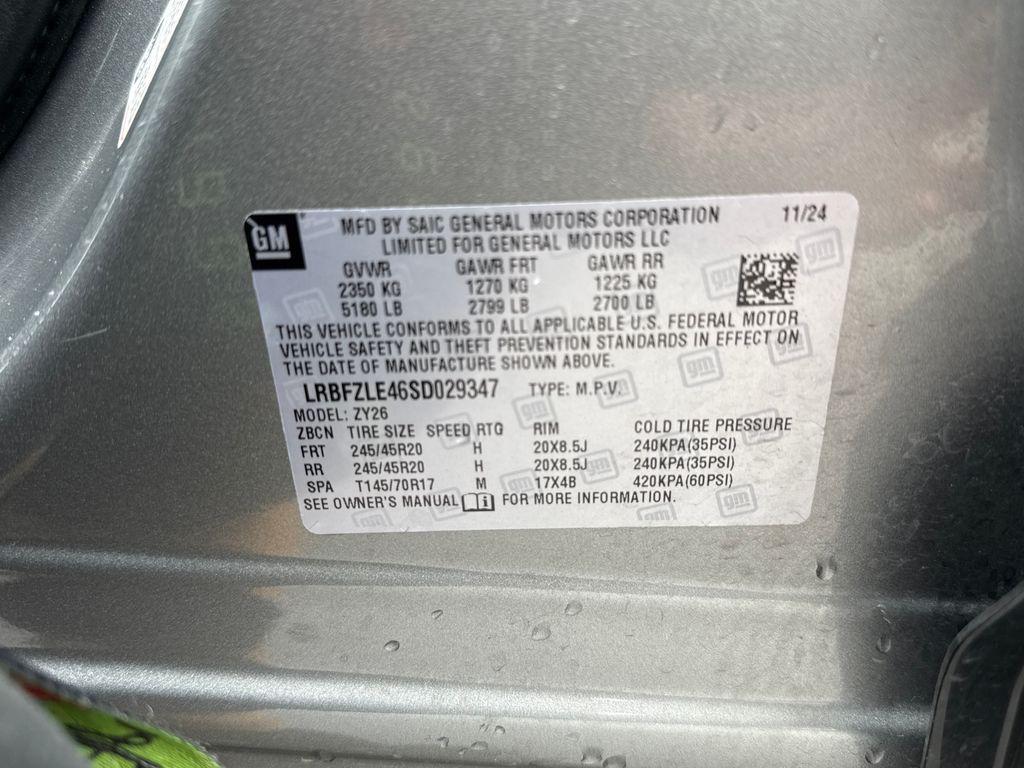 GM
MFD BY SAIC GENERAL MOTORS CORPORATION 11/24
LIMITED FOR GENERAL MOTORS LLC
GVWR GAWR FRT GAWR RR
2350 KG 1270 KG 1225 KG
5180 LB 2799 LB 2700 LB
THIS VEHICLE CONFORMS TO ALL APPLICABLE U.S. FEDERAL MOTOR
VEHICLE SAFETY AND THEFT PREVENTION STANDARDS IN EFFECT ON
THE DATE OF MANUFACTURE SHOWN ABOVE.
LRBFZLE46SD029347 TYPE: M.P.V.
MODEL: ZY26
ZBCN TIRE SIZE SPEED RTG RIM COLD TIRE PRESSURE
FRT 245/45R20 H 20X8.5J 240KPA(35PSI)
RR 245/45R20 H 20X8.5J 240KPA(35PSI)
SPA T145/70R17 M 17X4B 420KPA(60PSI)
SEE OWNER'S MANUAL FOR MORE INFORMATION.